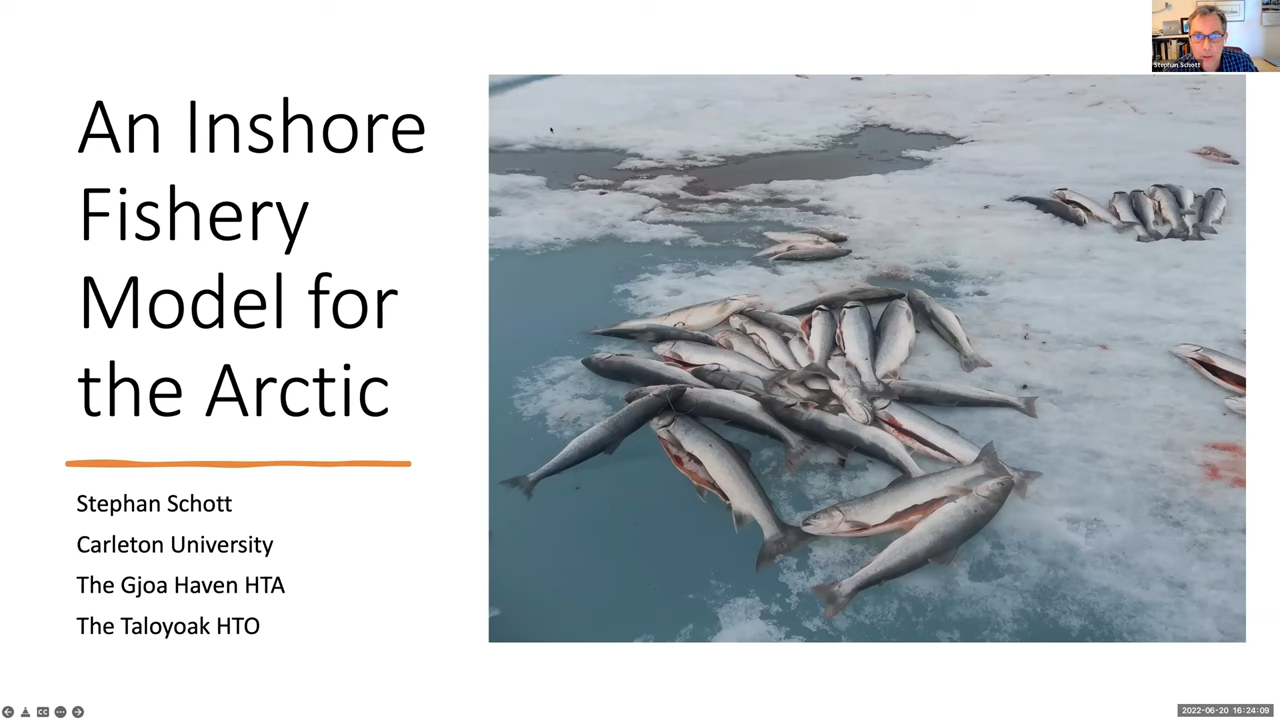 Stephan Schott
An Inshore
Fishery
Model for
the Arctic
Stephan Schott
Carleton University
The Gjoa Haven HTA
The Taloyoak HTO
CC
2022-06-20 16:24:09